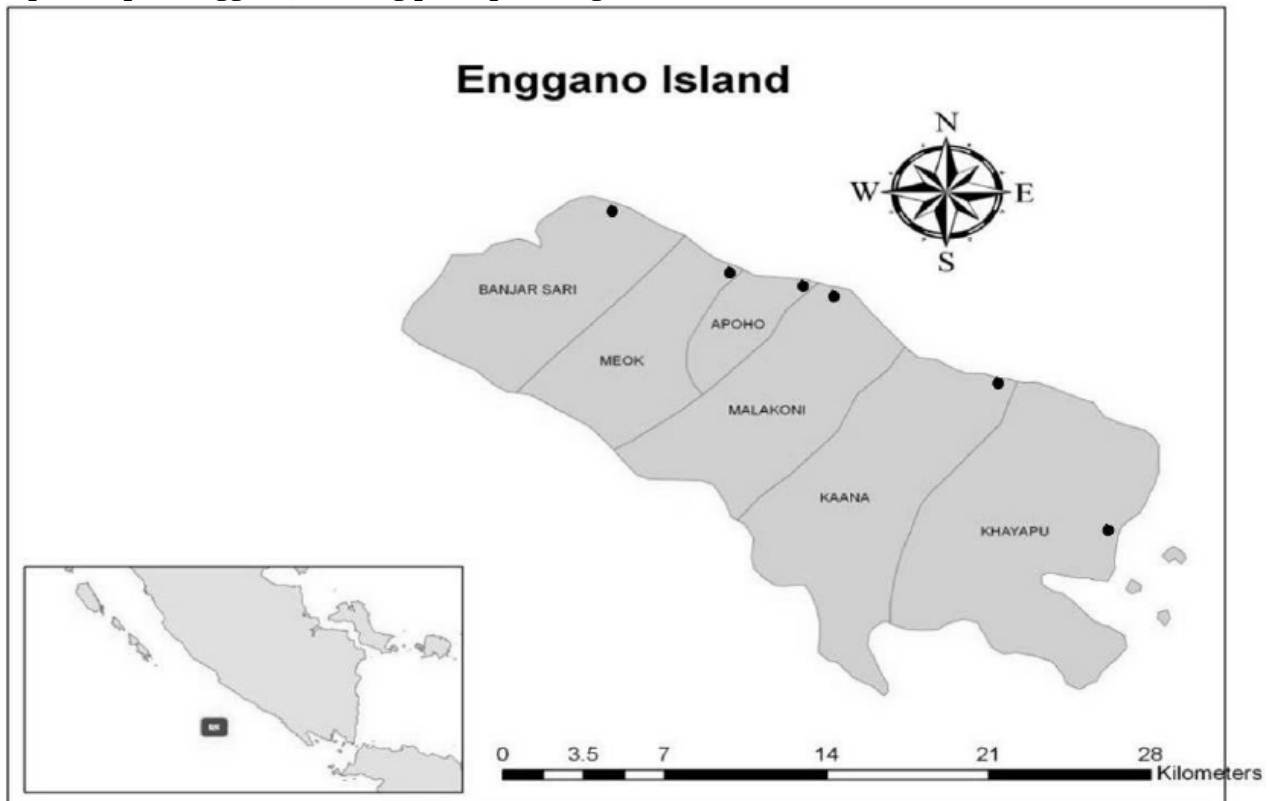 Enggano Island
N
W E
S
BANJAR SARI
APOHO
MEOK
MALAKONI
KAANA
KHAYAPU
0 3.5 7 14 21 28
Kilometers